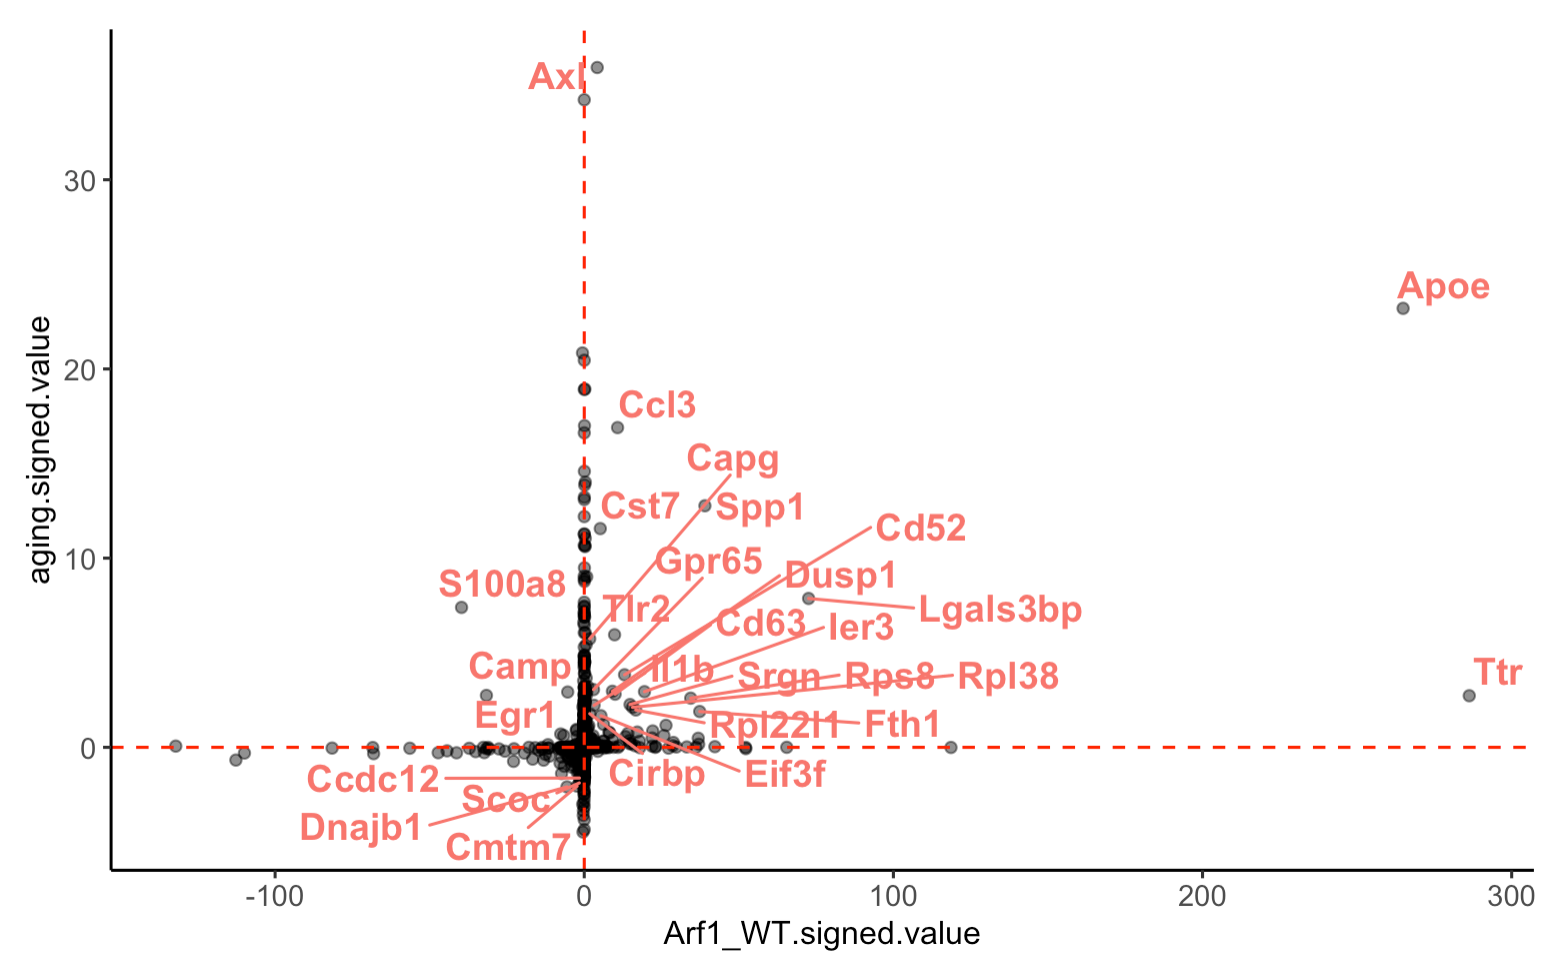 Axl
30
Apoe
20
Ccl3
Capg
Cst7
Spp1
Cd52
10
Gpr65
Dusp1
S100a8
Tlr2
Cd63
Ier3
Lgals3bp
Camp
Il1b
Srgn
Rps8
Rpl38
Ttr
Egr1
Rpl22l1
Fth1
0
Ccdc12
Cirbp
Eif3f
Scoc
Dnajb1
Cmtm7
-100
0
100
200
300
Arf1_WT.signed.value
aging.signed.value